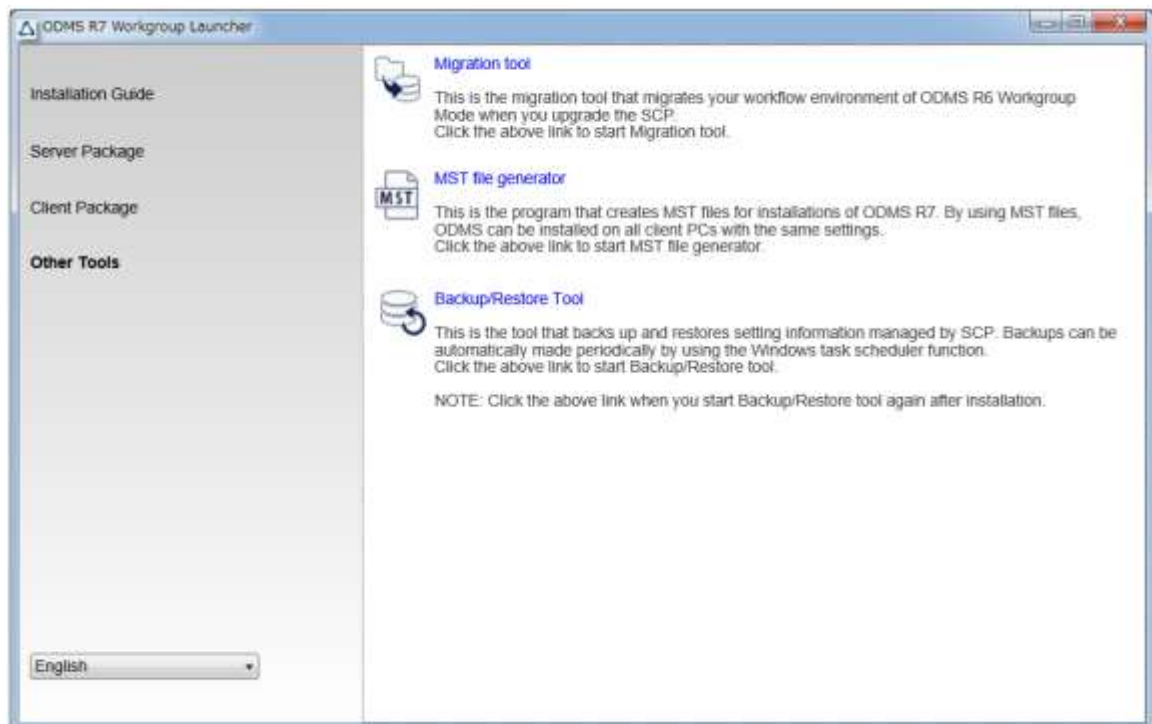 ODMS R7 Workgroup Launcher
Installation Guide
Server Package
Client Package
Other Tools
English
Migration tool
This is the migration tool that migrates your workflow environment of ODMS R6 Workgroup
Mode when you upgrade the SCP.
Click the above link to start Migration tool.
MST
MST file generator
This is the program that creates MST files for installations of ODMS R7. By using MST files,
ODMS can be installed on all client PCs with the same settings.
Click the above link to start MST file generator.
Backup/Restore Tool
This is the tool that backs up and restores setting information managed by SCP. Backups can be
automatically made periodically by using the Windows task scheduler function.
Click the above link to start Backup/Restore tool.
NOTE: Click the above link when you start Backup/Restore tool again after installation.